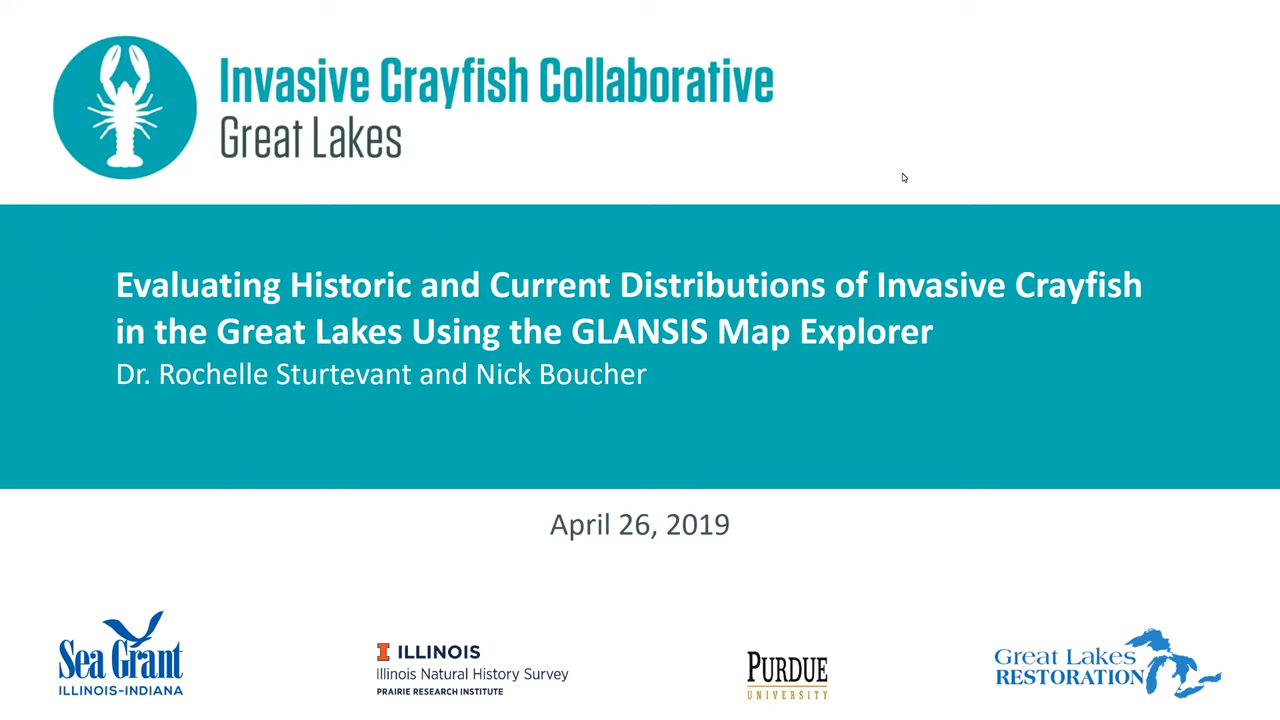 Invasive Crayfish Collaborative
Great Lakes
Evaluating Historic and Current Distributions of Invasive Crayfish
in the Great Lakes Using the GLANSIS Map Explorer
Dr. Rochelle Sturtevant and Nick Boucher
April 26, 2019
Sea Grant
ILLINOIS-INDIANA
I ILLINOIS
Illinois Natural History Survey
PRAIRIE RESEARCH INSTITUTE
PURDUE
UNIVERSITY
Great Lakes
RESTORATION